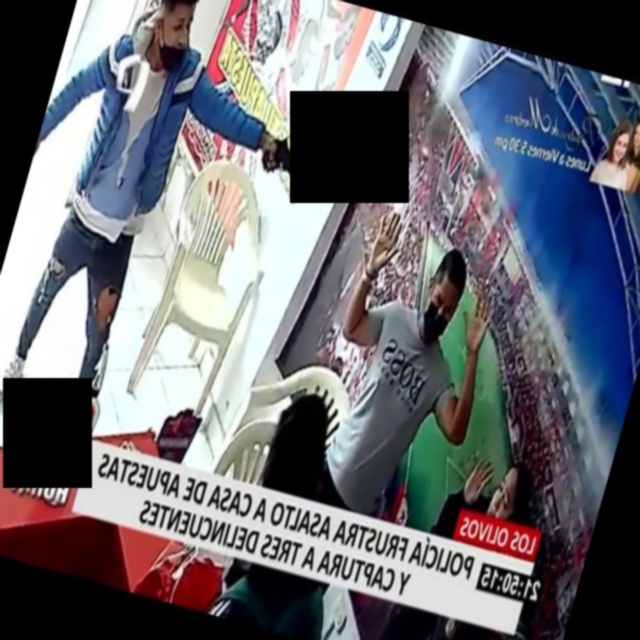 Lunes a Viernes 5:30 pm
BOSS
LOS OLIVOS
21:50:15
POLICÍA FRUSTRA ASALTO A CASA DE APUESTAS
Y CAPTURA A TRES DELINCUENTES